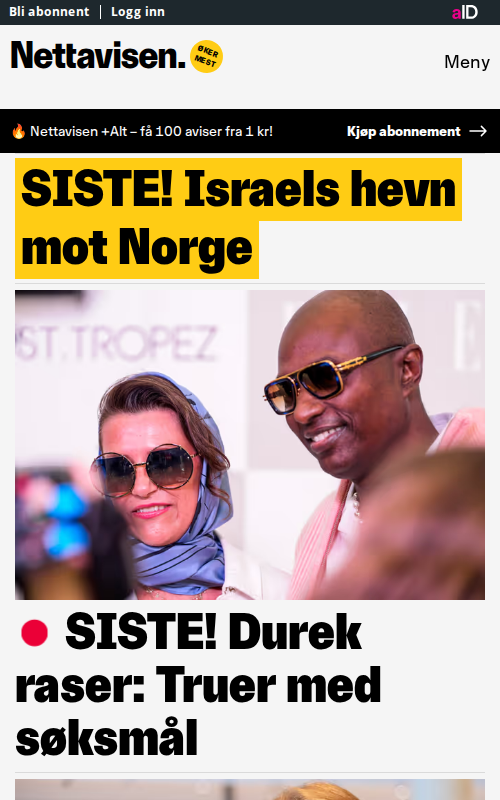 Bli abonnent | Logg inn
aID
Nettavisen.
ØKER
MEST
Meny
🔥 Nettavisen +Alt – få 100 aviser fra 1 kr!
Kjøp abonnement →
SISTE! Israels hevn
mot Norge
ST.TROPEZ
E
SISTE! Durek
raser: Truer med
søksmål